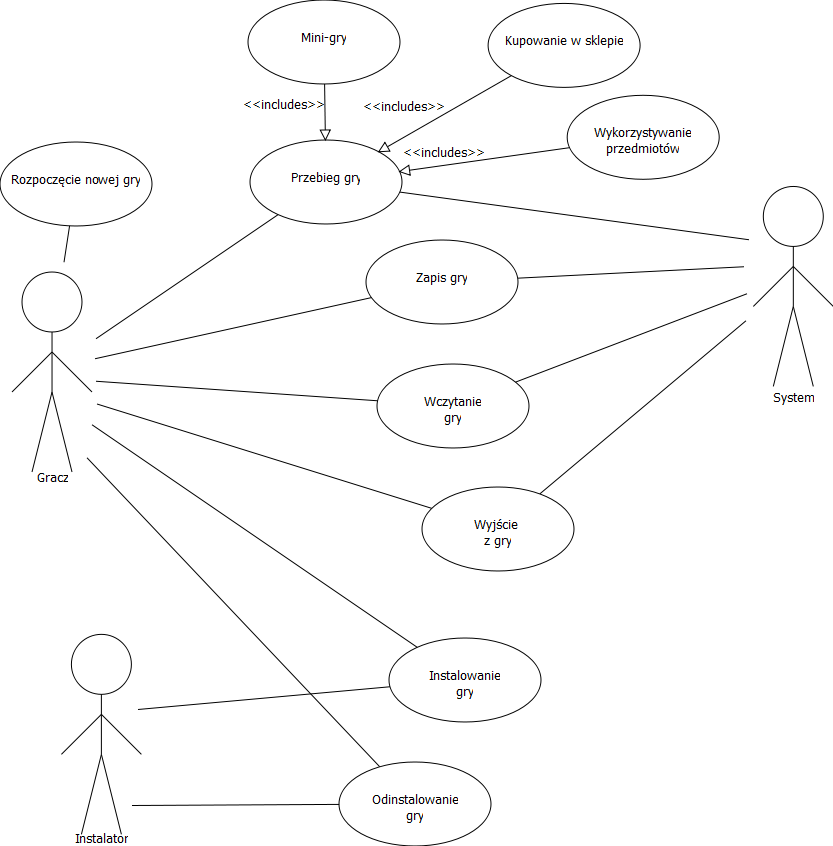 Mini-gry
Kupowanie w sklepie
<<includes>>
<<includes>>
Wykorzystywanie
przedmiotów
<<includes>>
Rozpoczęcie nowej gry
Przebieg gry
Zapis gry
System
Wczytanie
gry
Gracz
Wyjście
z gry
Instalowanie
gry
Odinstalowanie
gry
Instalator